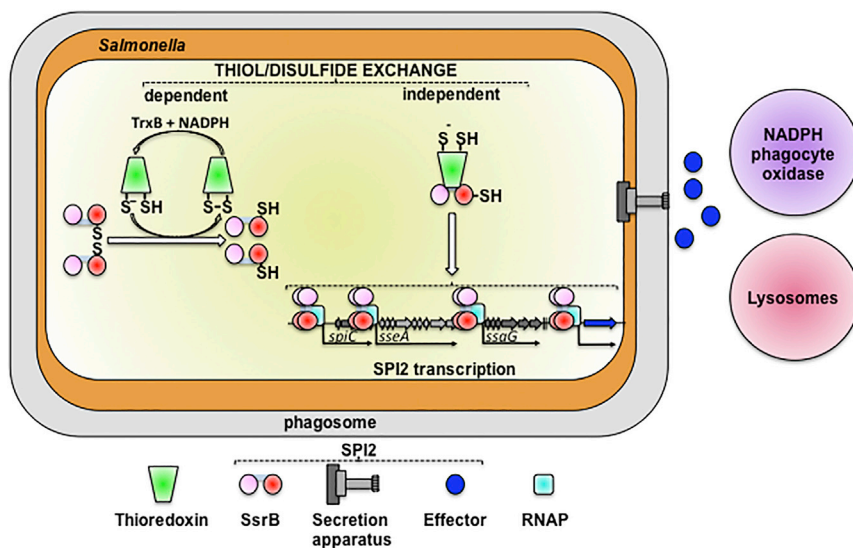 Salmonella
THIOL/DISULFIDE EXCHANGE
dependent
independent
TrxB + NADPH
S⁻ SH
S-S
S
S
SH
SH
-
S SH
-SH
spiC
sseA
ssaG
SPI2 transcription
phagosome
NADPH
phagocyte
oxidase
Lysosomes
SPI2
Thioredoxin
SsrB
Secretion
apparatus
Effector
RNAP